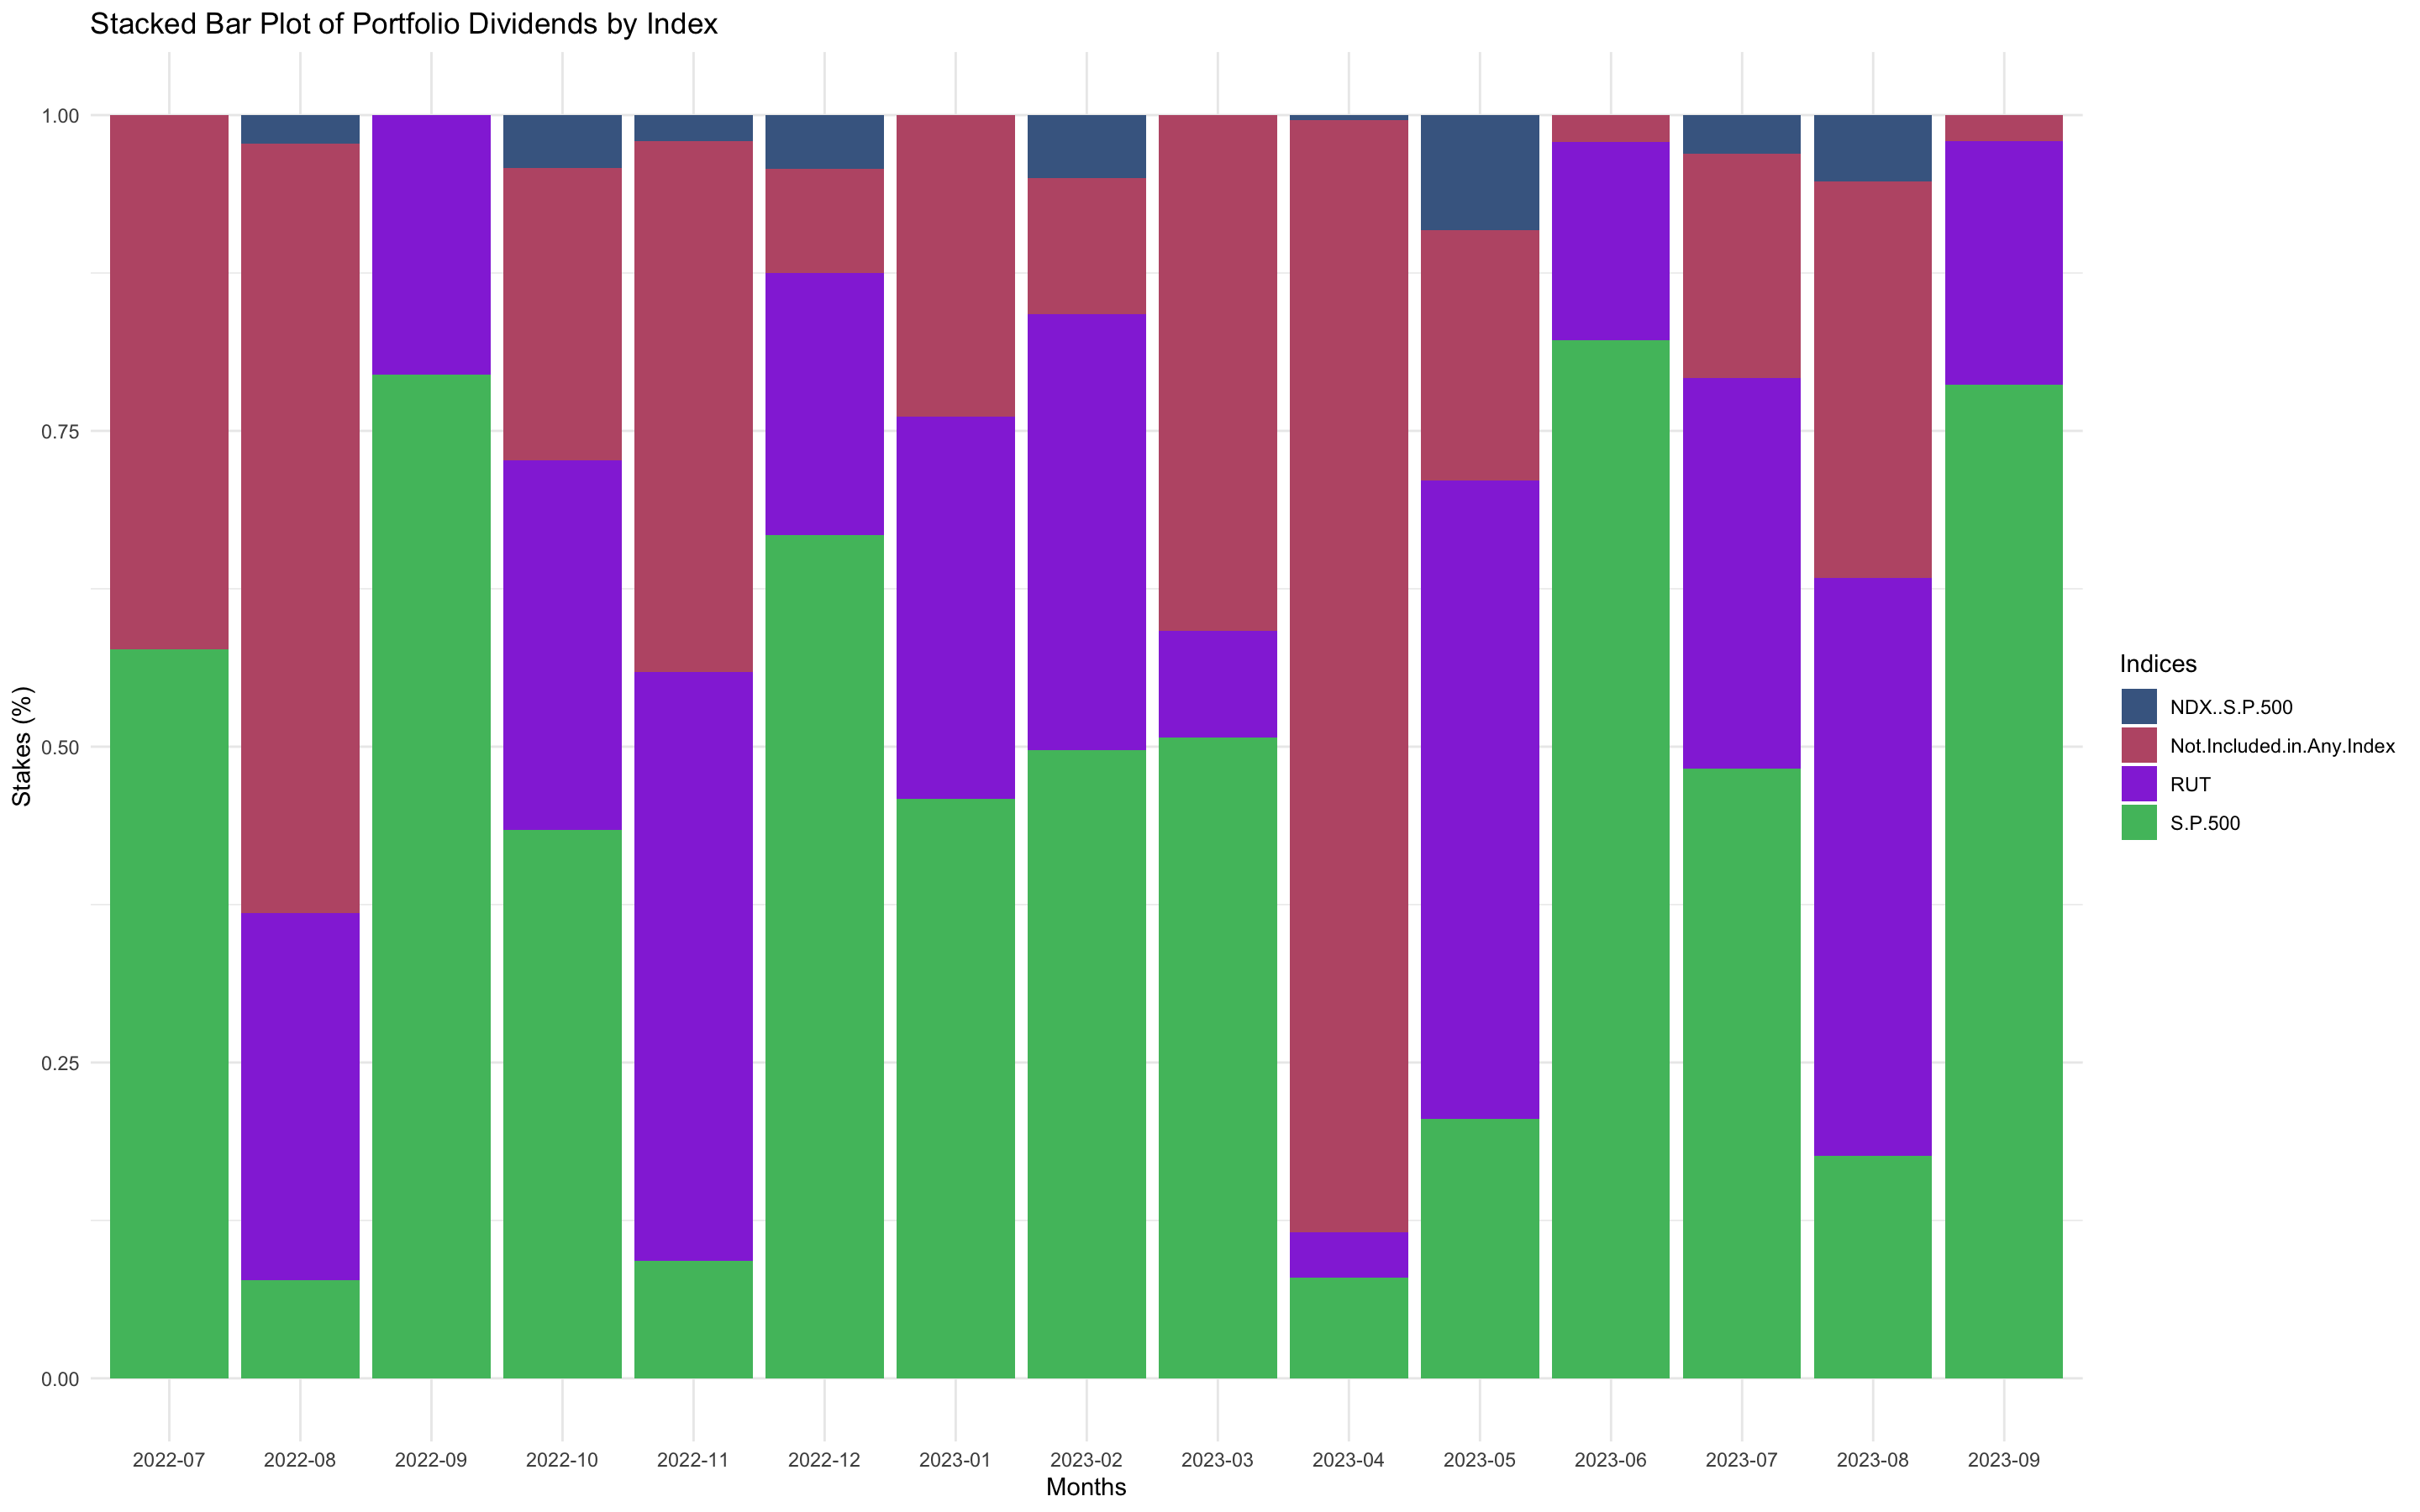 Stacked Bar Plot of Portfolio Dividends by Index
Stakes (%)
1.00
0.75
0.50
0.25
0.00
2022-07 2022-08 2022-09 2022-10 2022-11 2022-12 2023-01 2023-02 2023-03 2023-04 2023-05 2023-06 2023-07 2023-08 2023-09
Months
Indices
NDX..S.P.500
Not.Included.in.Any.Index
RUT
S.P.500